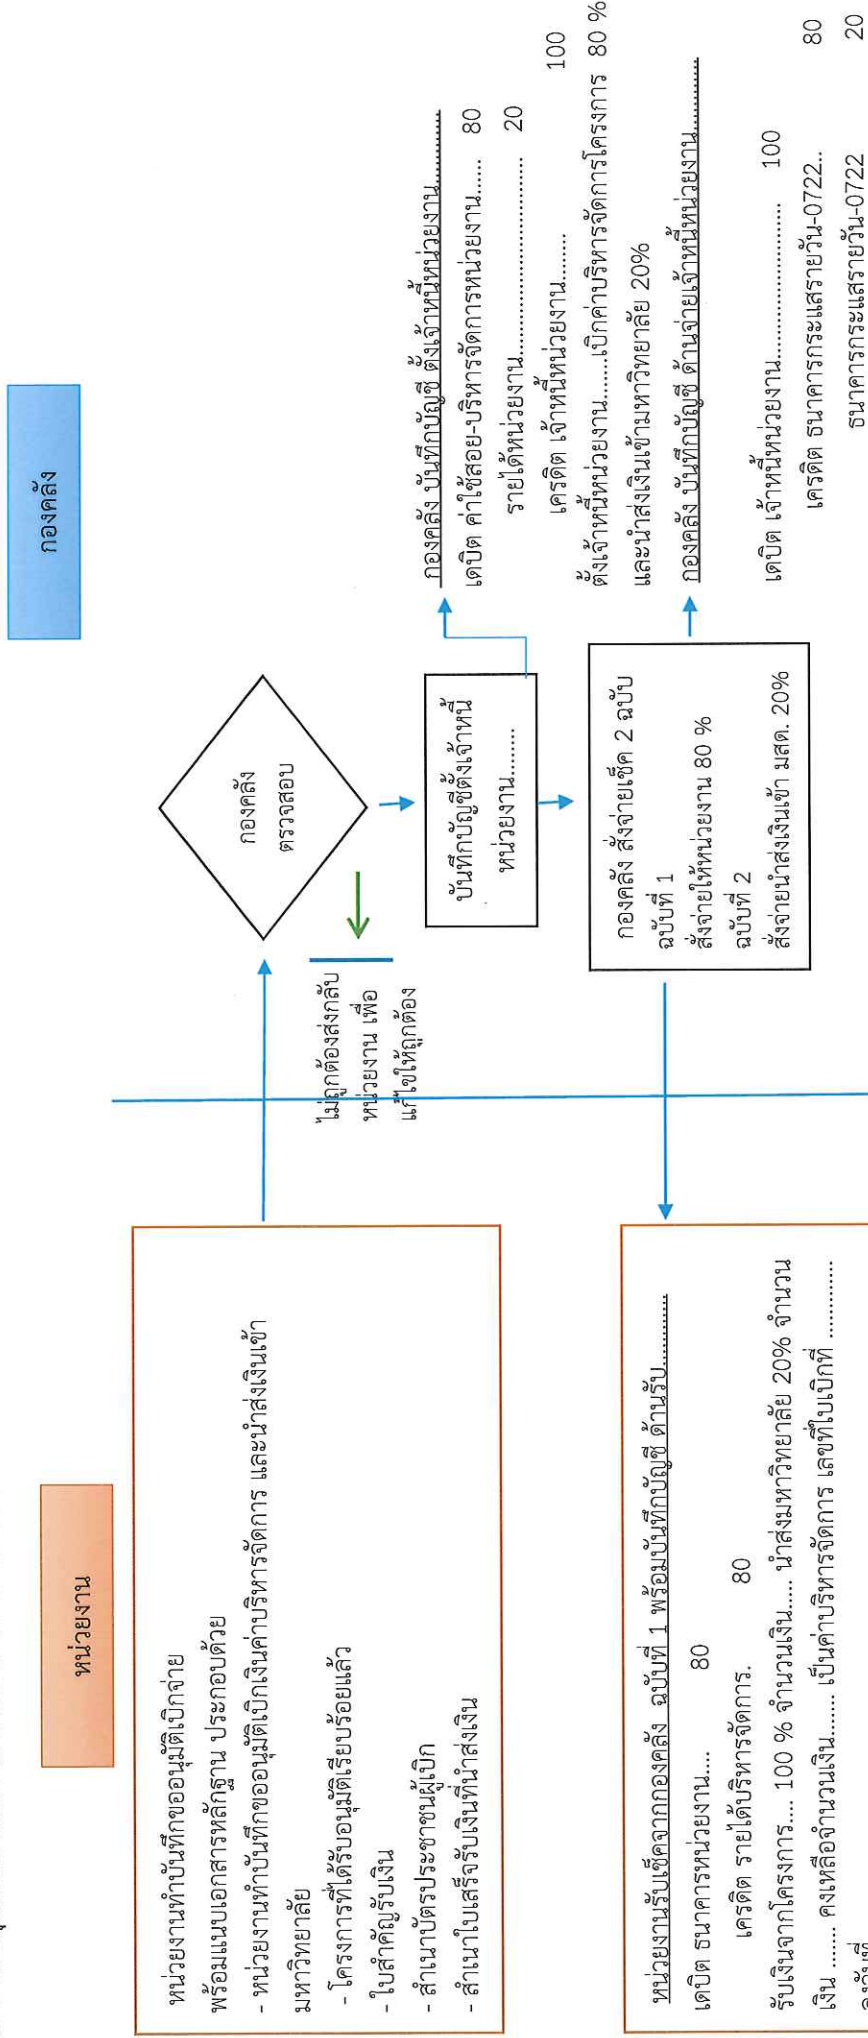 หน่วยงาน
กองคลัง
หน่วยงานทำบันทึกขออนุมัติเบิกจ่าย
พร้อมแนบเอกสารหลักฐาน ประกอบด้วย
- หน่วยงานทำบันทึกขออนุมัติเบิกเงินค่าบริหารจัดการ และนำส่งเงินเข้า
มหาวิทยาลัย
- โครงการที่ได้รับอนุมัติเรียบร้อยแล้ว
- ใบสำคัญรับเงิน
- สำเนาบัตรประชาชนผู้เบิก
- สำเนาใบเสร็จรับเงินที่นำส่งเงิน
กองคลัง
ตรวจสอบ
ไม่ถูกต้องส่งกลับ
หน่วยงาน เพื่อ
แก้ไขให้ถูกต้อง
บันทึกบัญชีตั้งเจ้าหนี้
หน่วยงาน.........
กองคลัง บันทึกบัญชี ตั้งเจ้าหนี้หน่วยงาน..........
เดบิต ค่าใช้สอย-บริหารจัดการหน่วยงาน...... 80
รายได้หน่วยงาน.................................... 20
เครดิต เจ้าหนี้หน่วยงาน........ 100
ตั้งเจ้าหนี้หน่วยงาน.......เบิกค่าบริหารจัดการโครงการ 80 %
และนำส่งเงินเข้ามหาวิทยาลัย 20%
กองคลัง สั่งจ่ายเช็ค 2 ฉบับ
ฉบับที่ 1
สั่งจ่ายให้หน่วยงาน 80 %
ฉบับที่ 2
สั่งจ่ายนำส่งเงินเข้า มสด. 20%
กองคลัง บันทึกบัญชี ด้านจ่ายเจ้าหนี้หน่วยงาน............
เดบิต เจ้าหนี้หน่วยงาน........................ 100
เครดิต ธนาคารกระแสรายวัน-0722.. 80
ธนาคารกระแสรายวัน-0722 20
หน่วยงานรับเช็คจากกองคลัง ฉบับที่ 1 พร้อมบันทึกบัญชี ด้านรับ.............
เดบิต ธนาคารหน่วยงาน.... 80
เครดิต รายได้บริหารจัดการ. 80
รับเงินจากโครงการ.... 100 % จำนวนเงิน..... นำส่งมหาวิทยาลัย 20% จำนวน
เงิน ........ คงเหลือจำนวนเงิน....... เป็นค่าบริหารจัดการ เลขที่ใบเบิกที่ ..............